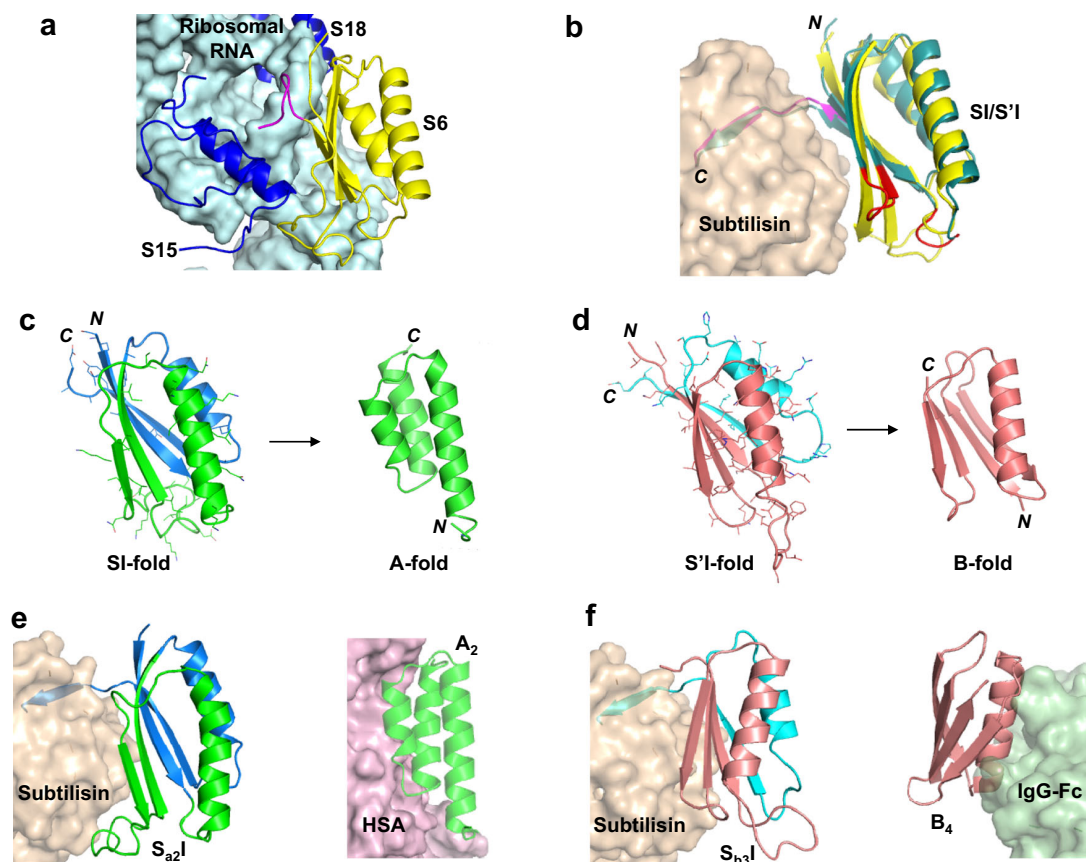 a
Ribosomal
RNA
S18
S6
S15
b
N
SI/S'I
C
Subtilisin
c
C N
SI-fold
C
N
A-fold
d
N
C
S'I-fold
C
N
B-fold
e
Subtilisin
Sa2I
A2
HSA
f
Subtilisin
Sb3I
B4
IgG-Fc